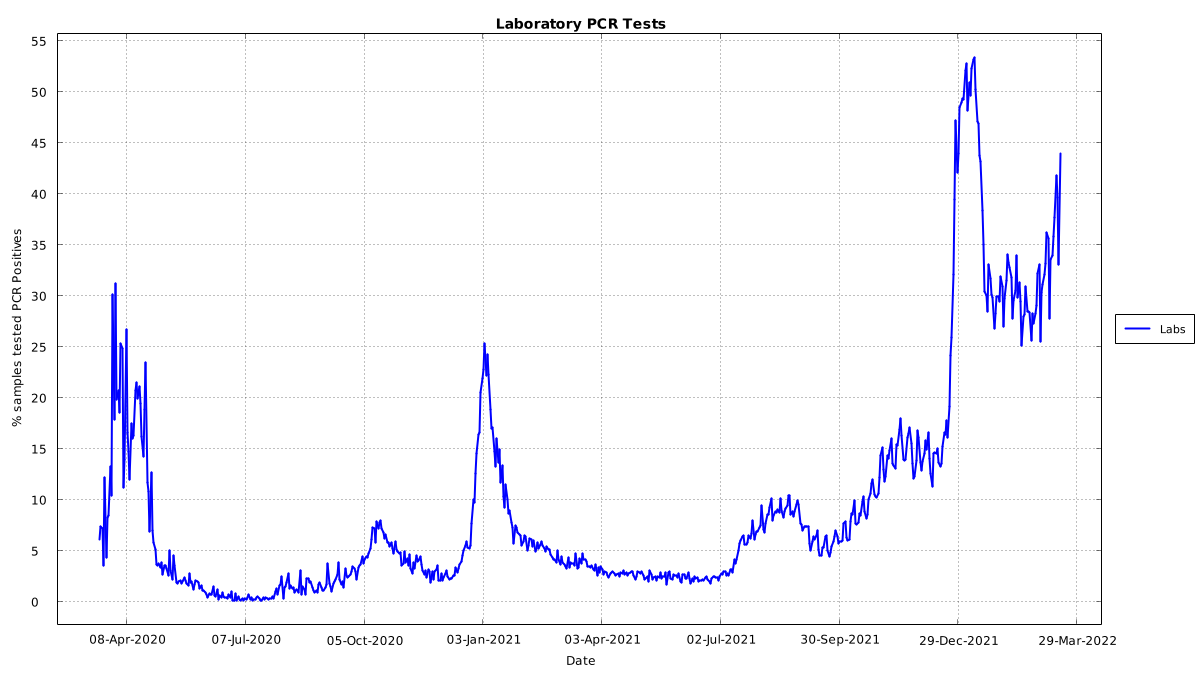 Laboratory PCR Tests
55
50
45
40
35
30
25
20
15
10
5
0
% samples tested PCR Positives
08-Apr-2020 07-Jul-2020 05-Oct-2020 03-Jan-2021 03-Apr-2021 02-Jul-2021 30-Sep-2021 29-Dec-2021 29-Mar-2022
Date
Labs